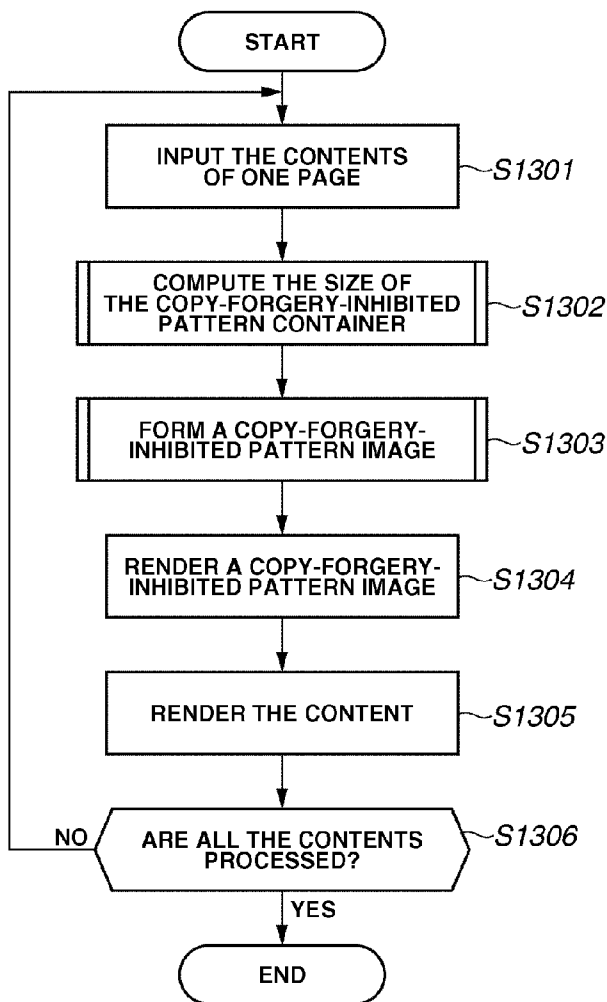 START
INPUT THE CONTENTS
OF ONE PAGE
S1301
COMPUTE THE SIZE OF
THE COPY-FORGERY-INHIBITED
PATTERN CONTAINER
S1302
FORM A COPY-FORGERY-
INHIBITED PATTERN IMAGE
S1303
RENDER A COPY-FORGERY-
INHIBITED PATTERN IMAGE
S1304
RENDER THE CONTENT
S1305
NO
ARE ALL THE CONTENTS
PROCESSED?
S1306
YES
END